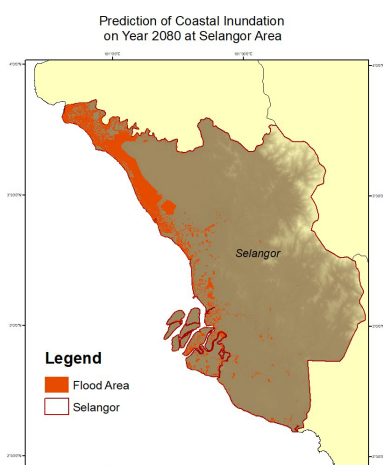 Prediction of Coastal Inundation
on Year 2080 at Selangor Area
Selangor
Legend
Flood Area
Selangor